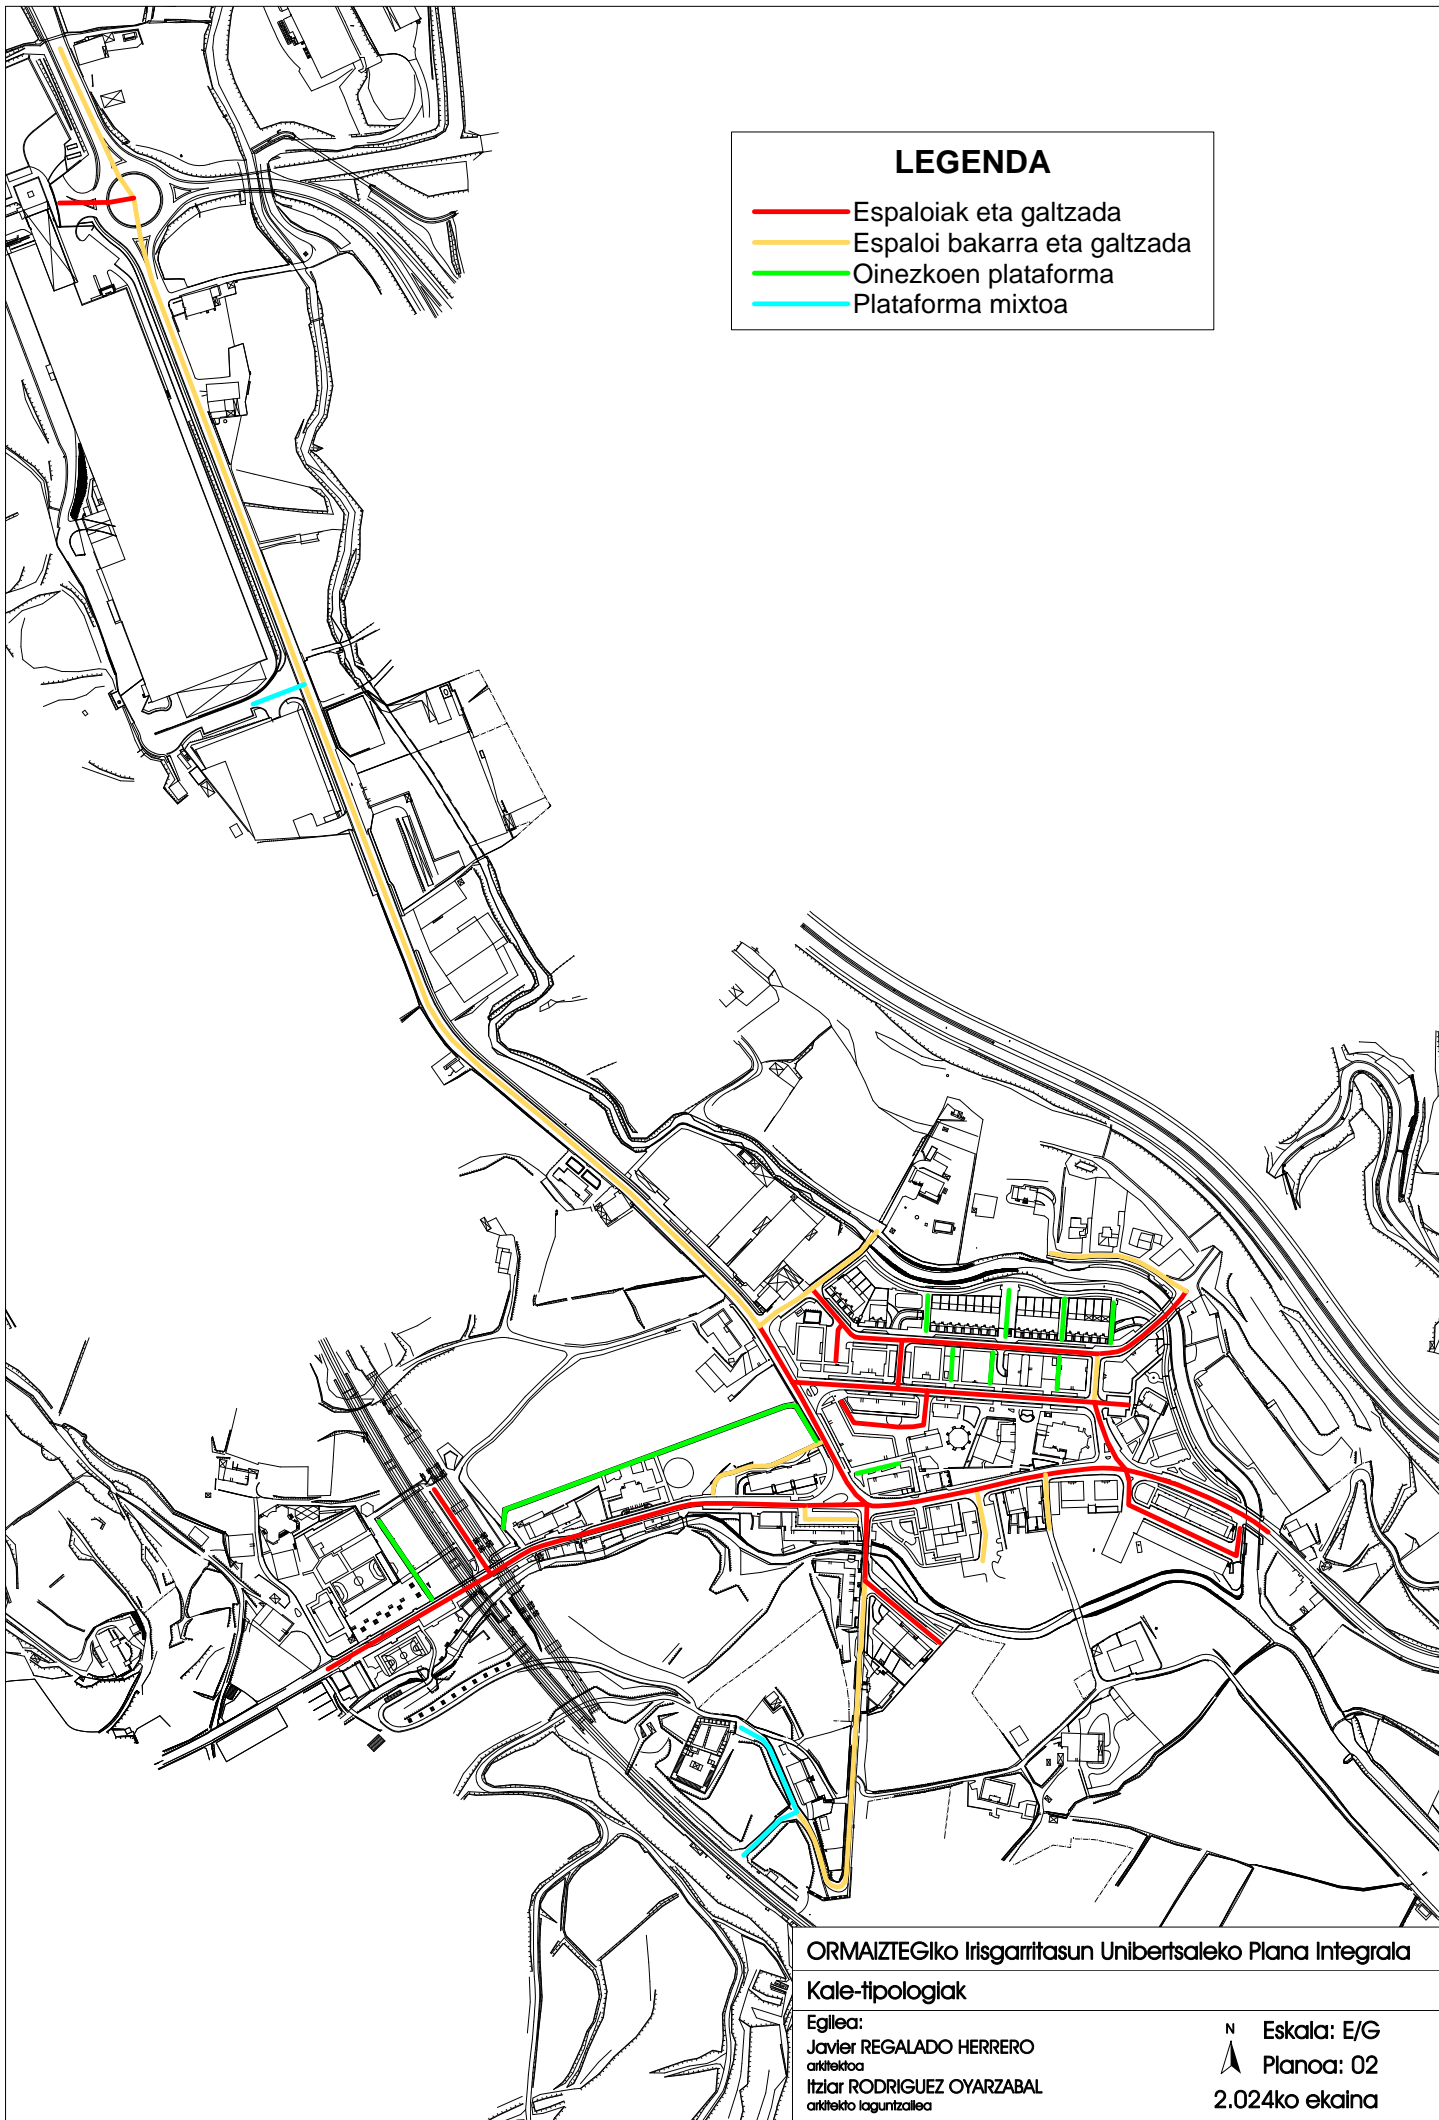 LEGENDA
Espaloiak eta galtzada
Espaloi bakarra eta galtzada
Oinezkoen plataforma
Plataforma mixtoa
ORMAIZTEGIko Irisgarritasun Unibertsaleko Plana Integrala
Kale-tipologiak
Egilea:
Javier REGALADO HERRERO
arkitektoa
Itziar RODRIGUEZ OYARZABAL
arkitekto laguntzailea
N
Eskala: E/G
Planoa: 02
2.024ko ekaina